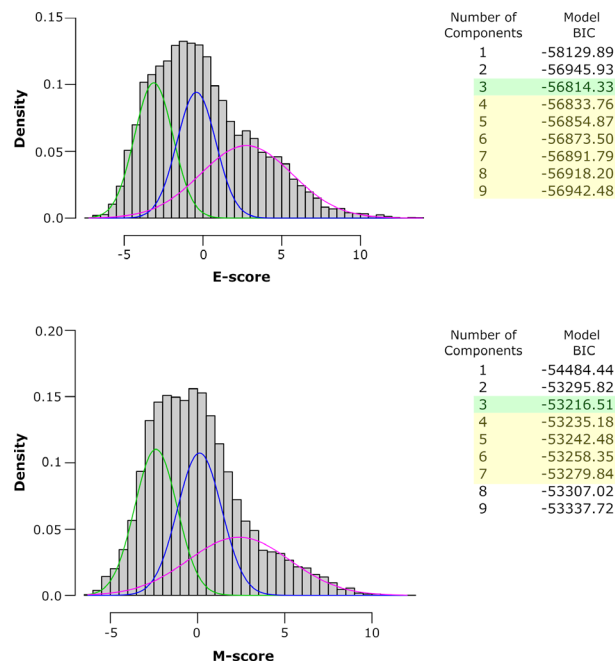 0.15
0.1
0.05
0.0
Density
-5 0 5 10
E-score
Number of Model
Components BIC
1 -58129.89
2 -56945.93
3 -56814.33
4 -56833.76
5 -56854.87
6 -56873.50
7 -56891.79
8 -56918.20
9 -56942.48
0.20
0.15
0.1
0.05
0.0
Density
-5 0 5 10
M-score
Number of Model
Components BIC
1 -54484.44
2 -53295.82
3 -53216.51
4 -53235.18
5 -53242.48
6 -53258.35
7 -53279.84
8 -53307.02
9 -53337.72